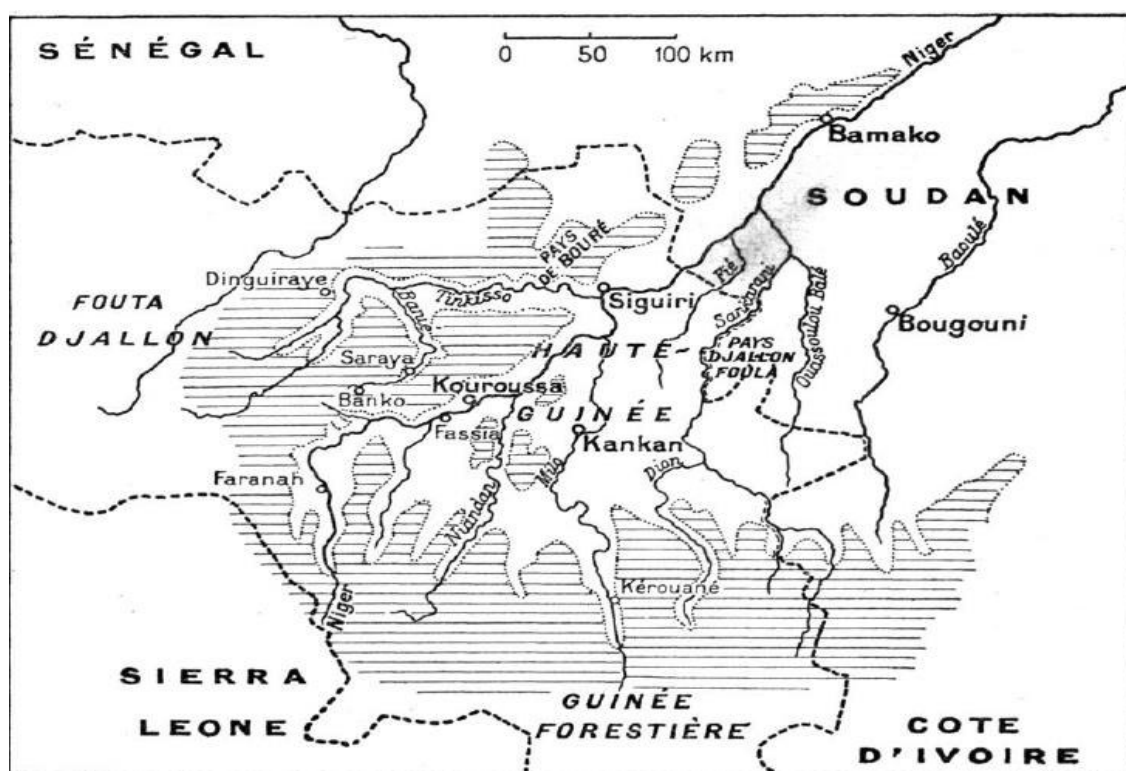 SÉNÉGAL
0 50 100 km
Niger
Bamako
SOUDAN
Baoulé
PAYS
DE BOURÉ
Fié
Sankarani
Dinguiraye
Tinkisso
Banié
Siguiri
Bougouni
FOUTA
DJALLON
HAUTE-
GUINÉE
PAYS
DJALLON
FOULA
Ouassoulou Balé
Saraya
Banko
Kouroussa
Fassia
Kankan
Faranah
Niandan
Milo
Dion
Kérouané
Niger
SIERRA
LEONE
GUINÉE
FORESTIÈRE
COTE
D'IVOIRE